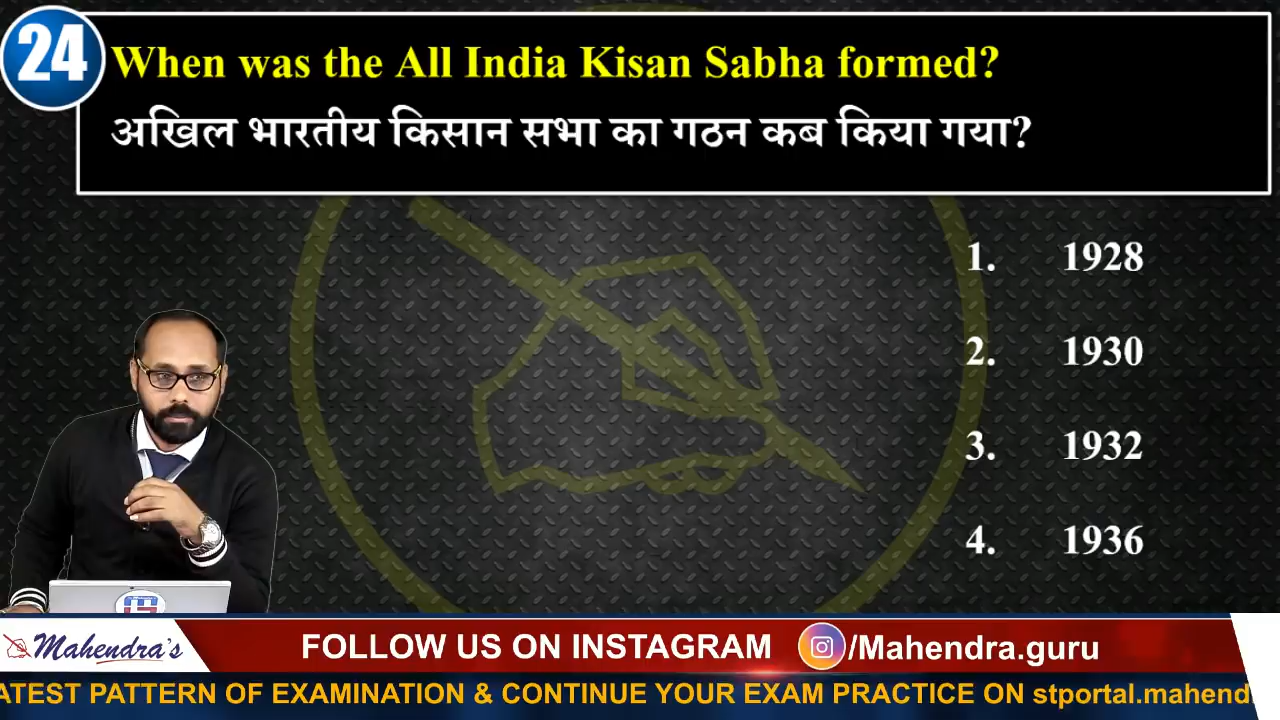 24
When was the All India Kisan Sabha formed?
अखिल भारतीय किसान सभा का गठन कब किया गया?
1. 1928
2. 1930
3. 1932
4. 1936
Mahendra's
FOLLOW US ON INSTAGRAM /Mahendra.guru
ATEST PATTERN OF EXAMINATION & CONTINUE YOUR EXAM PRACTICE ON stportal.mahend